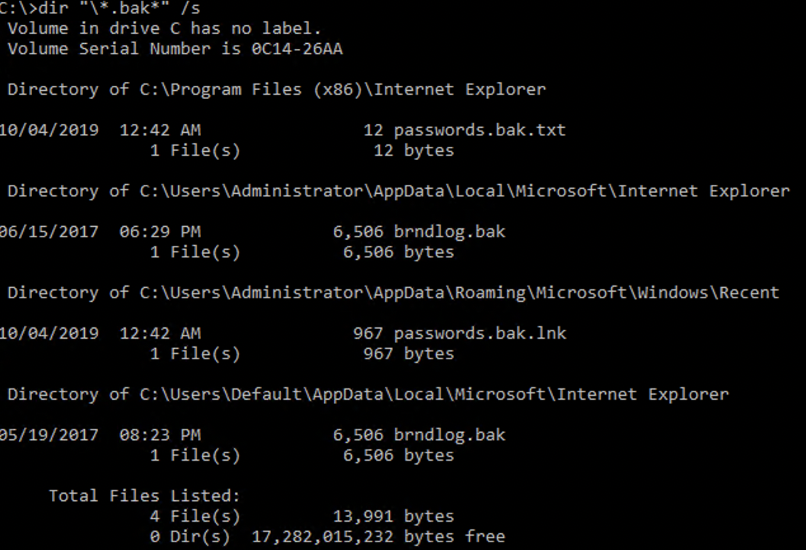 C:\>dir "\*.bak*" /s
Volume in drive C has no label.
Volume Serial Number is 0C14-26AA
Directory of C:\Program Files (x86)\Internet Explorer
10/04/2019  12:42 AM                12 passwords.bak.txt
1 File(s)             12 bytes
Directory of C:\Users\Administrator\AppData\Local\Microsoft\Internet Explorer
06/15/2017  06:29 PM             6,506 brndlog.bak
1 File(s)          6,506 bytes
Directory of C:\Users\Administrator\AppData\Roaming\Microsoft\Windows\Recent
10/04/2019  12:42 AM               967 passwords.bak.lnk
1 File(s)            967 bytes
Directory of C:\Users\Default\AppData\Local\Microsoft\Internet Explorer
05/19/2017  08:23 PM             6,506 brndlog.bak
1 File(s)          6,506 bytes
Total Files Listed:
4 File(s)         13,991 bytes
0 Dir(s)  17,282,015,232 bytes free